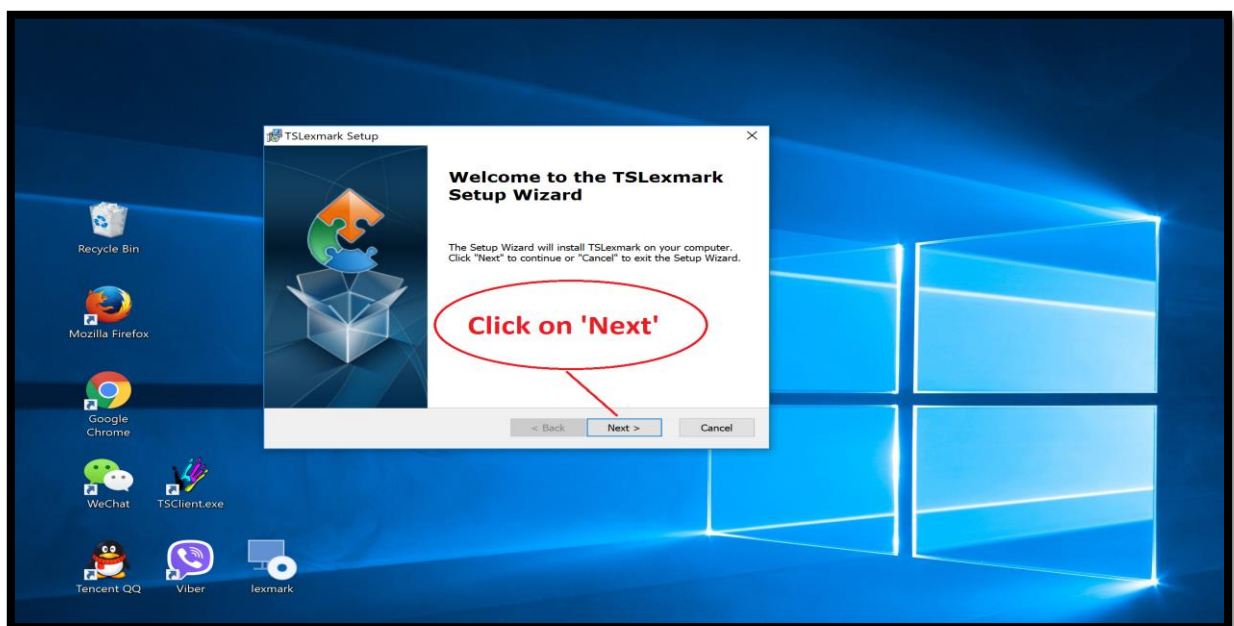 TSLexmark Setup
Welcome to the TSLexmark
Setup Wizard
The Setup Wizard will install TSLexmark on your computer.
Click "Next" to continue or "Cancel" to exit the Setup Wizard.
Click on 'Next'
< Back Next > Cancel
Recycle Bin
Mozilla Firefox
Google
Chrome
WeChat TSClient.exe
Tencent QQ Viber lexmark